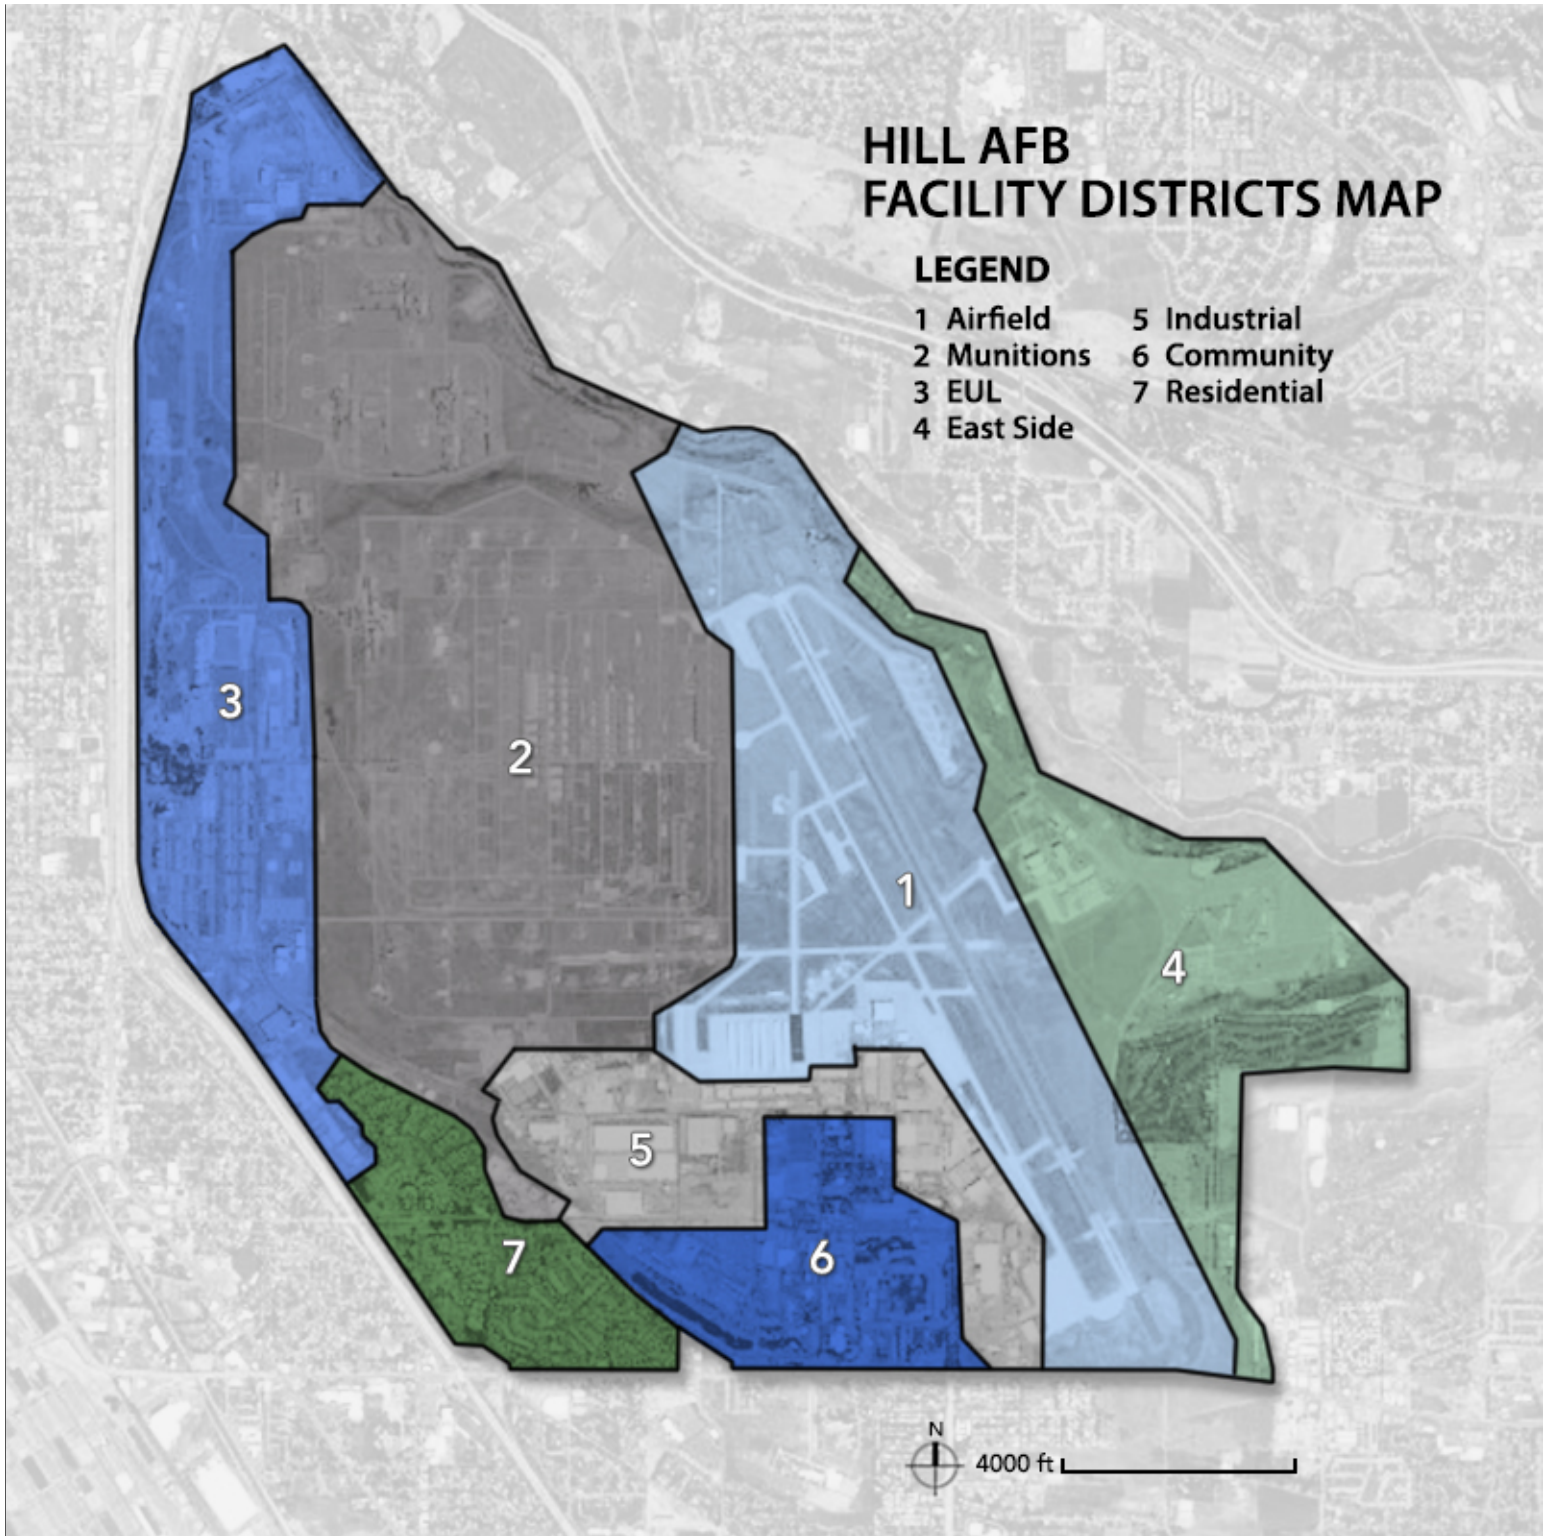 HILL AFB
FACILITY DISTRICTS MAP
LEGEND
1 Airfield
2 Munitions
3 EUL
4 East Side
5 Industrial
6 Community
7 Residential
3
2
1
4
5
7
6
N
4000 ft